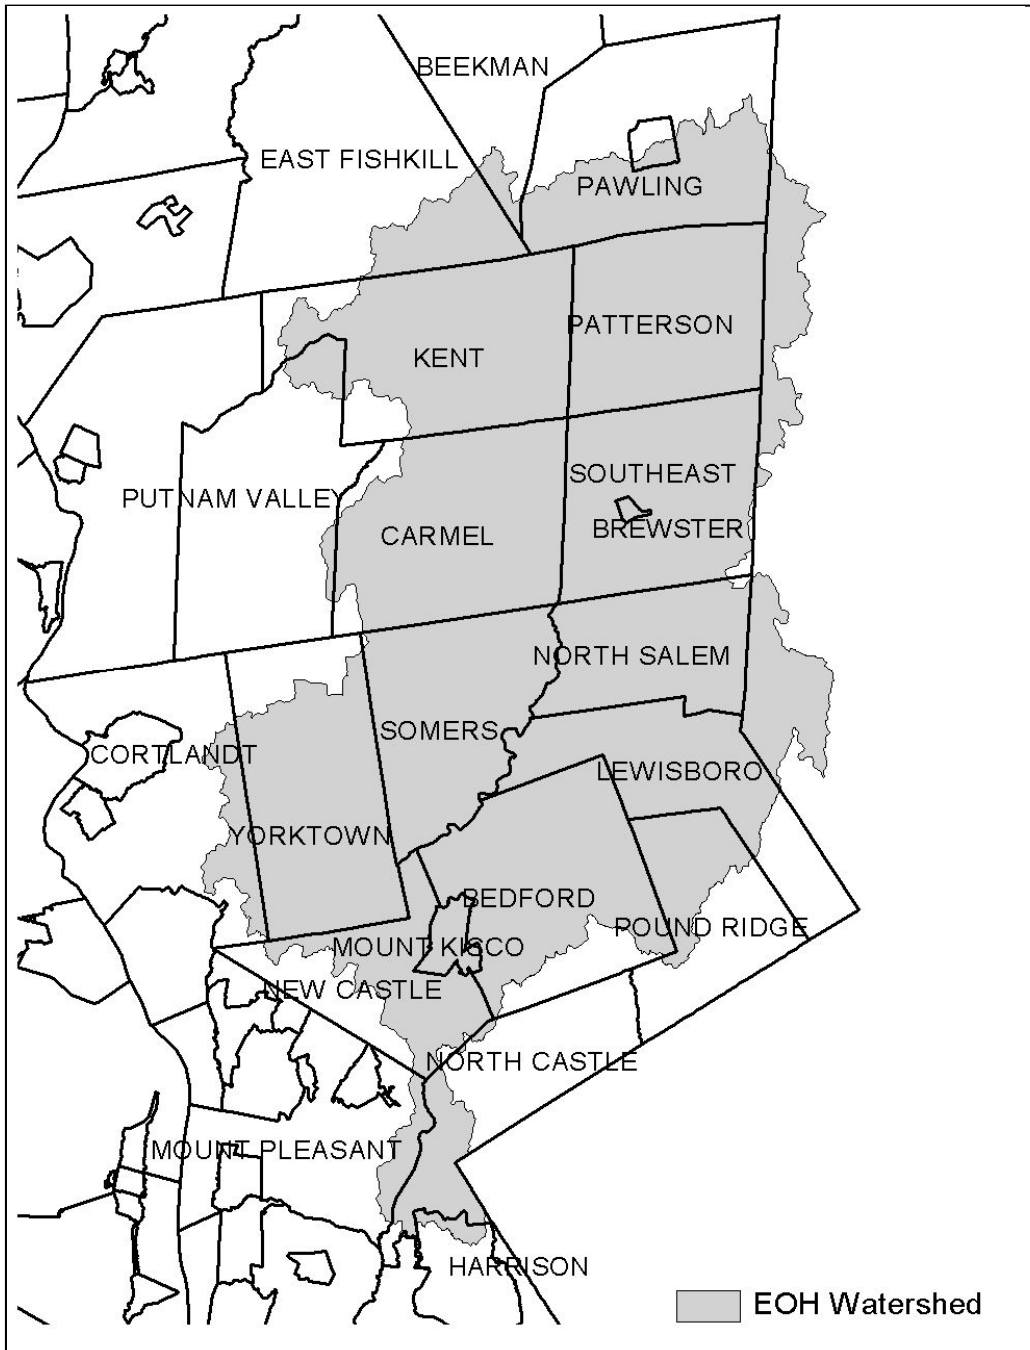 BEEKMAN
EAST FISHKILL
PAWLING
PATTERSON
KENT
SOUTHEAST
PUTNAM VALLEY
BREWSTER
CARMEL
NORTH SALEM
SOMERS
CORTLANDT
LEWISBORO
YORKTOWN
BEDFORD
POUND RIDGE
MOUNT KISCO
NEW CASTLE
NORTH CASTLE
MOUNT PLEASANT
HARRISON
EOH Watershed